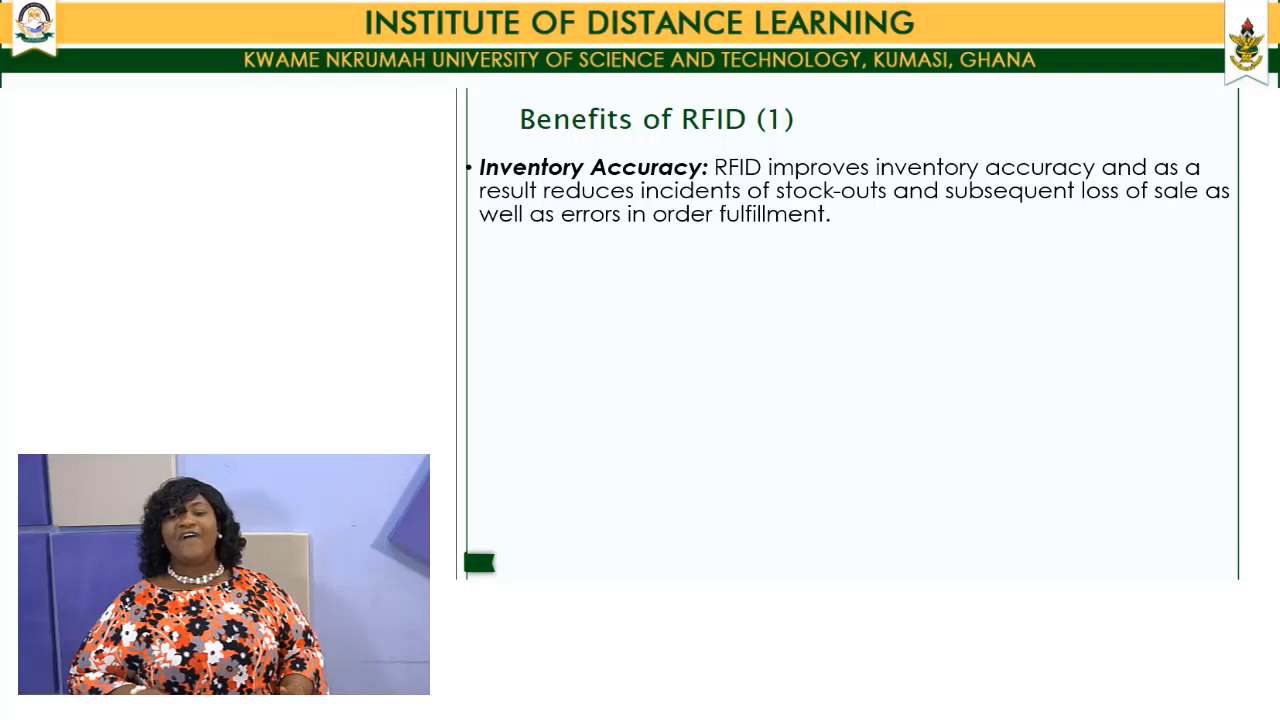 INSTITUTE OF DISTANCE LEARNING
KWAME NKRUMAH UNIVERSITY OF SCIENCE AND TECHNOLOGY, KUMASI, GHANA
Benefits of RFID (1)
• Inventory Accuracy: RFID improves inventory accuracy and as a
result reduces incidents of stock-outs and subsequent loss of sale as
well as errors in order fulfillment.